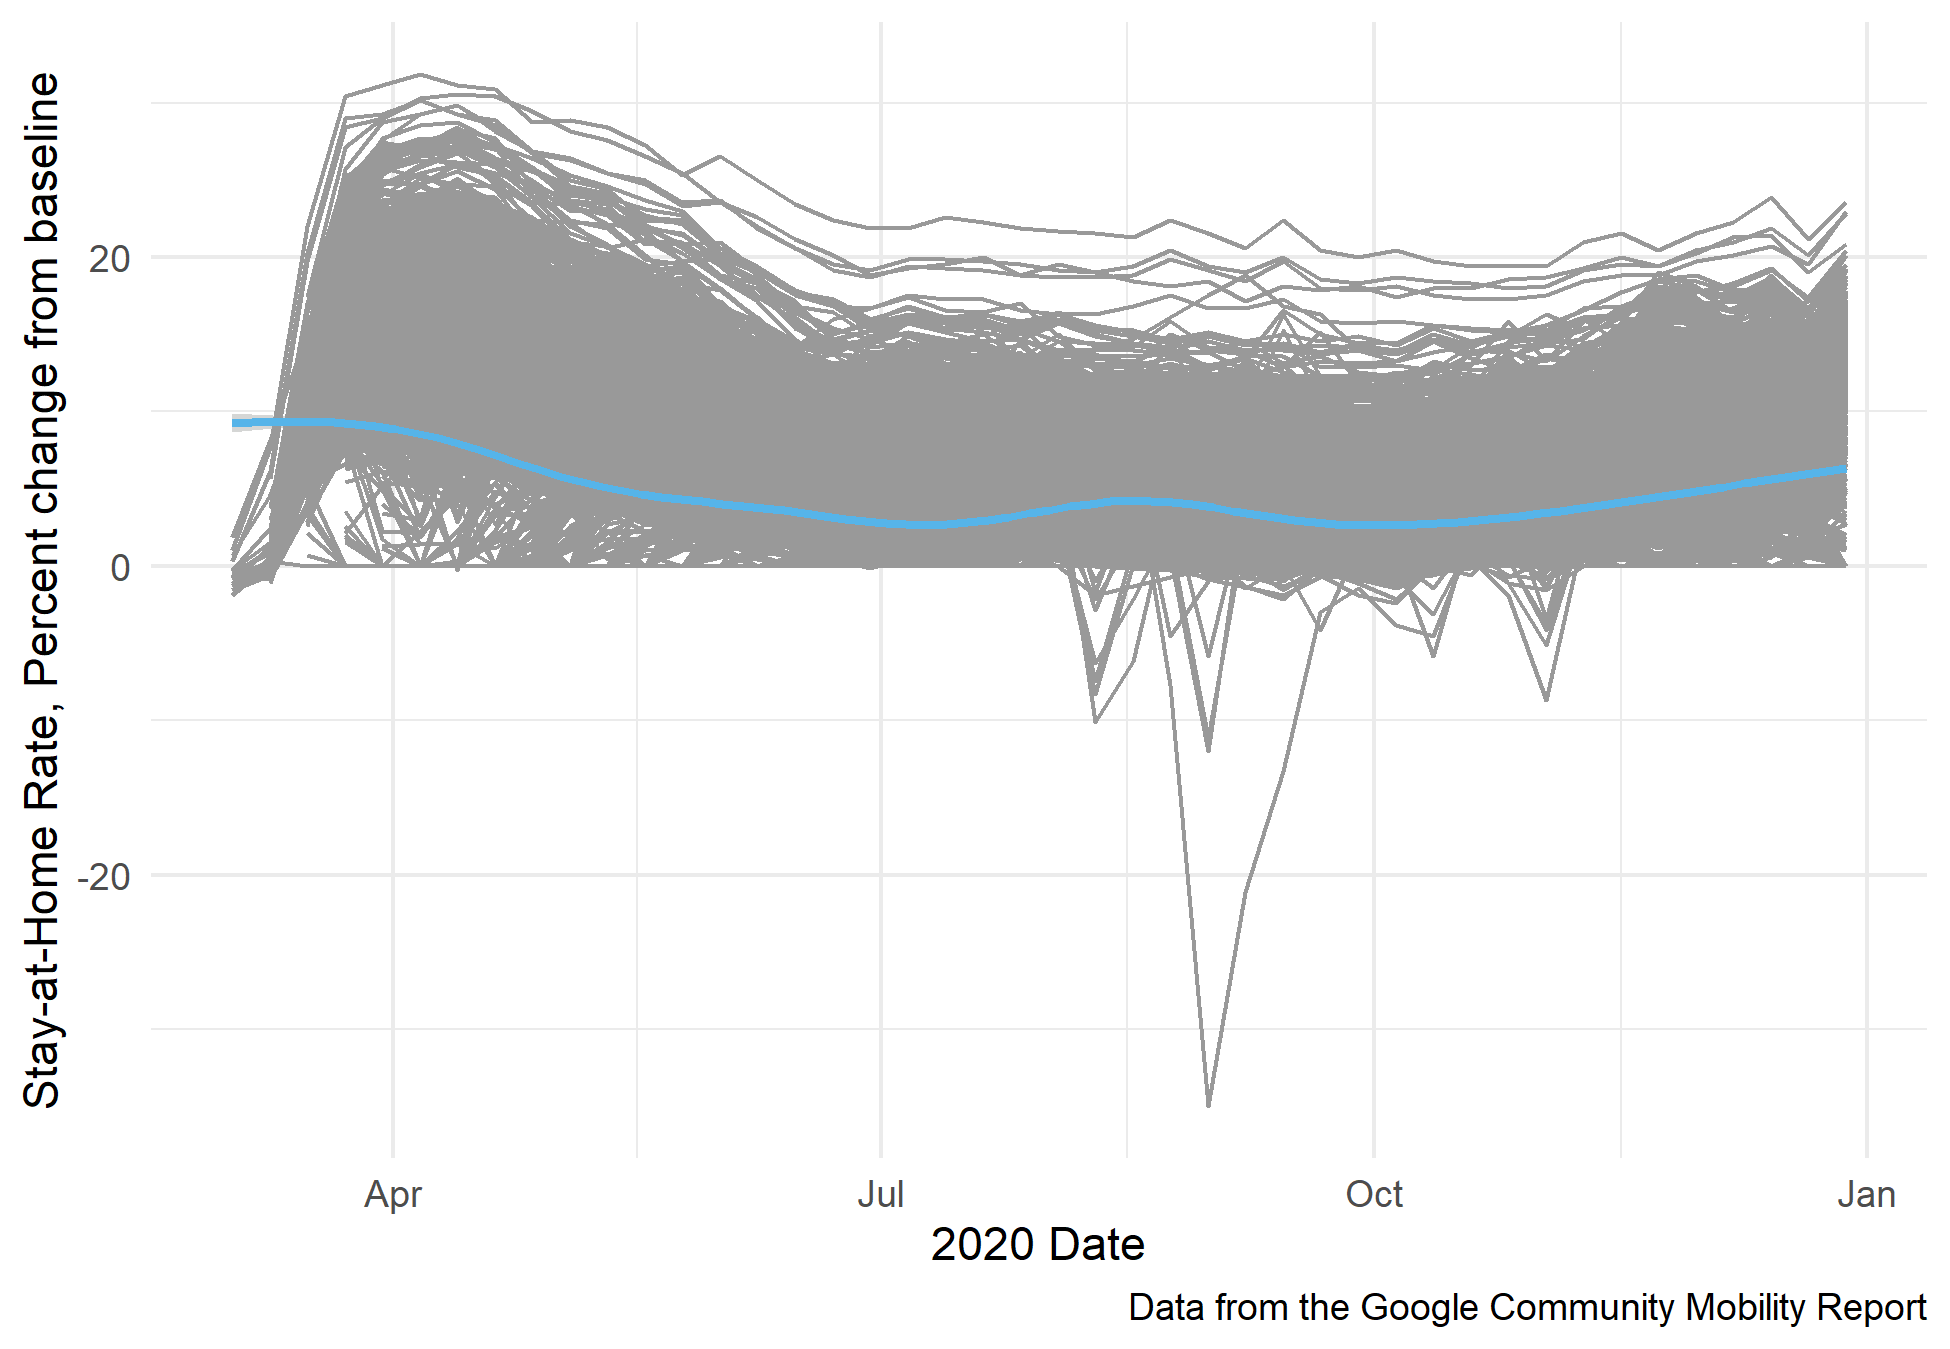 Stay-at-Home Rate, Percent change from baseline
20
0
-20
Apr
Jul
Oct
Jan
2020 Date
Data from the Google Community Mobility Report